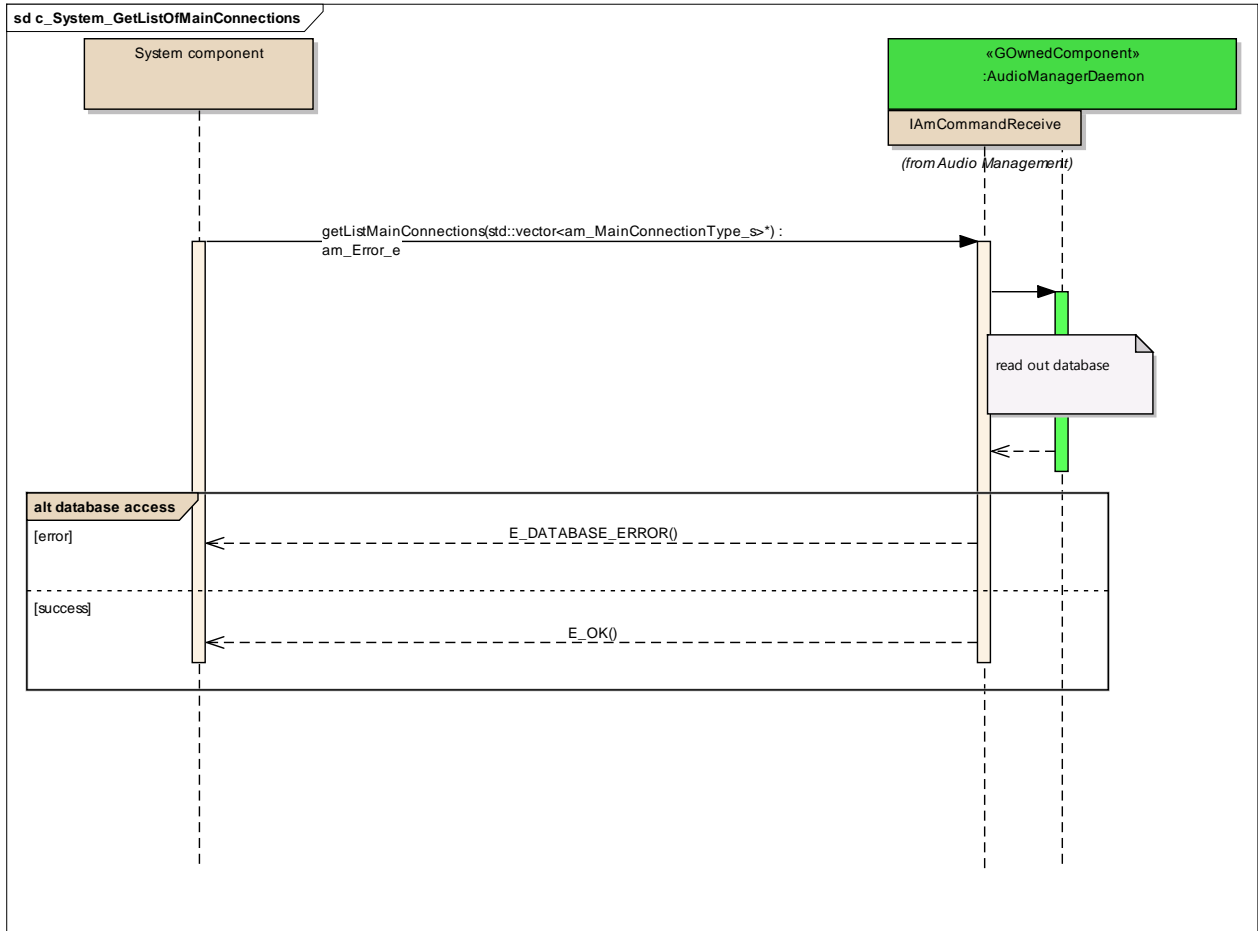 sd c_System_GetListOfMainConnections
System component
«GOwnedComponent»
:AudioManagerDaemon
IAmCommandReceive
(from Audio Management)
getListMainConnections(std::vector<am_MainConnectionType_s>*) :
am_Error_e
read out database
alt database access
[error]
E_DATABASE_ERROR()
[success]
E_OK()